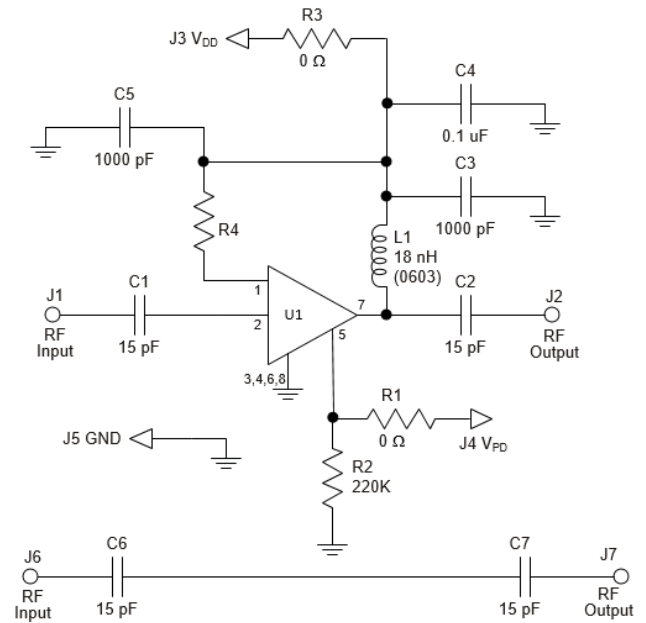 R3
J3 V_DD
0 Ω
C4
0.1 uF
C5
1000 pF
C3
1000 pF
R4
L1
18 nH
(0603)
C1
15 pF
C2
15 pF
J1
RF
Input
J2
RF
Output
1
2
U1
7
5
3,4,6,8
R1
0 Ω
J4 V_PD
J5 GND
R2
220K
J6
RF
Input
C6
15 pF
C7
15 pF
J7
RF
Output